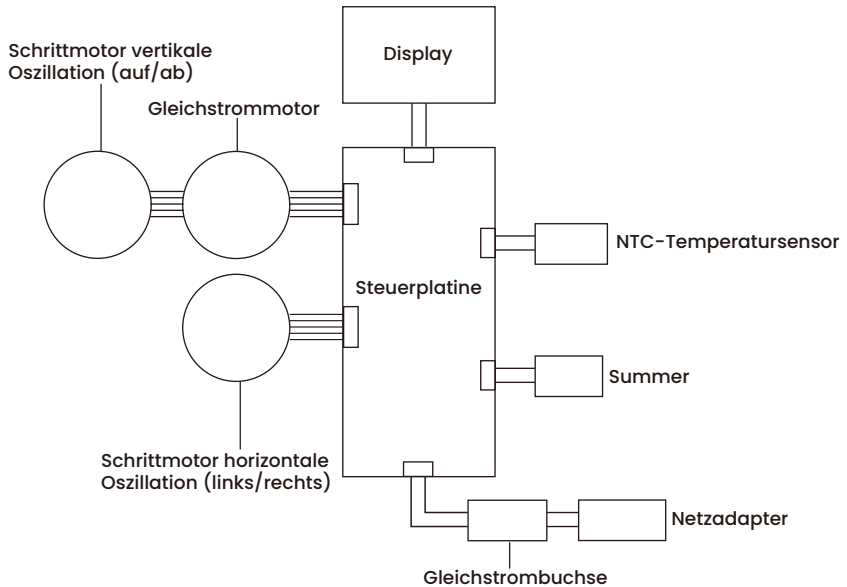 Display
Schrittmotor vertikale
Oszillation (auf/ab)
Gleichstrommotor
NTC-Temperatursensor
Steuerplatine
Summer
Schrittmotor horizontale
Oszillation (links/rechts)
Netzadapter
Gleichstrombuchse